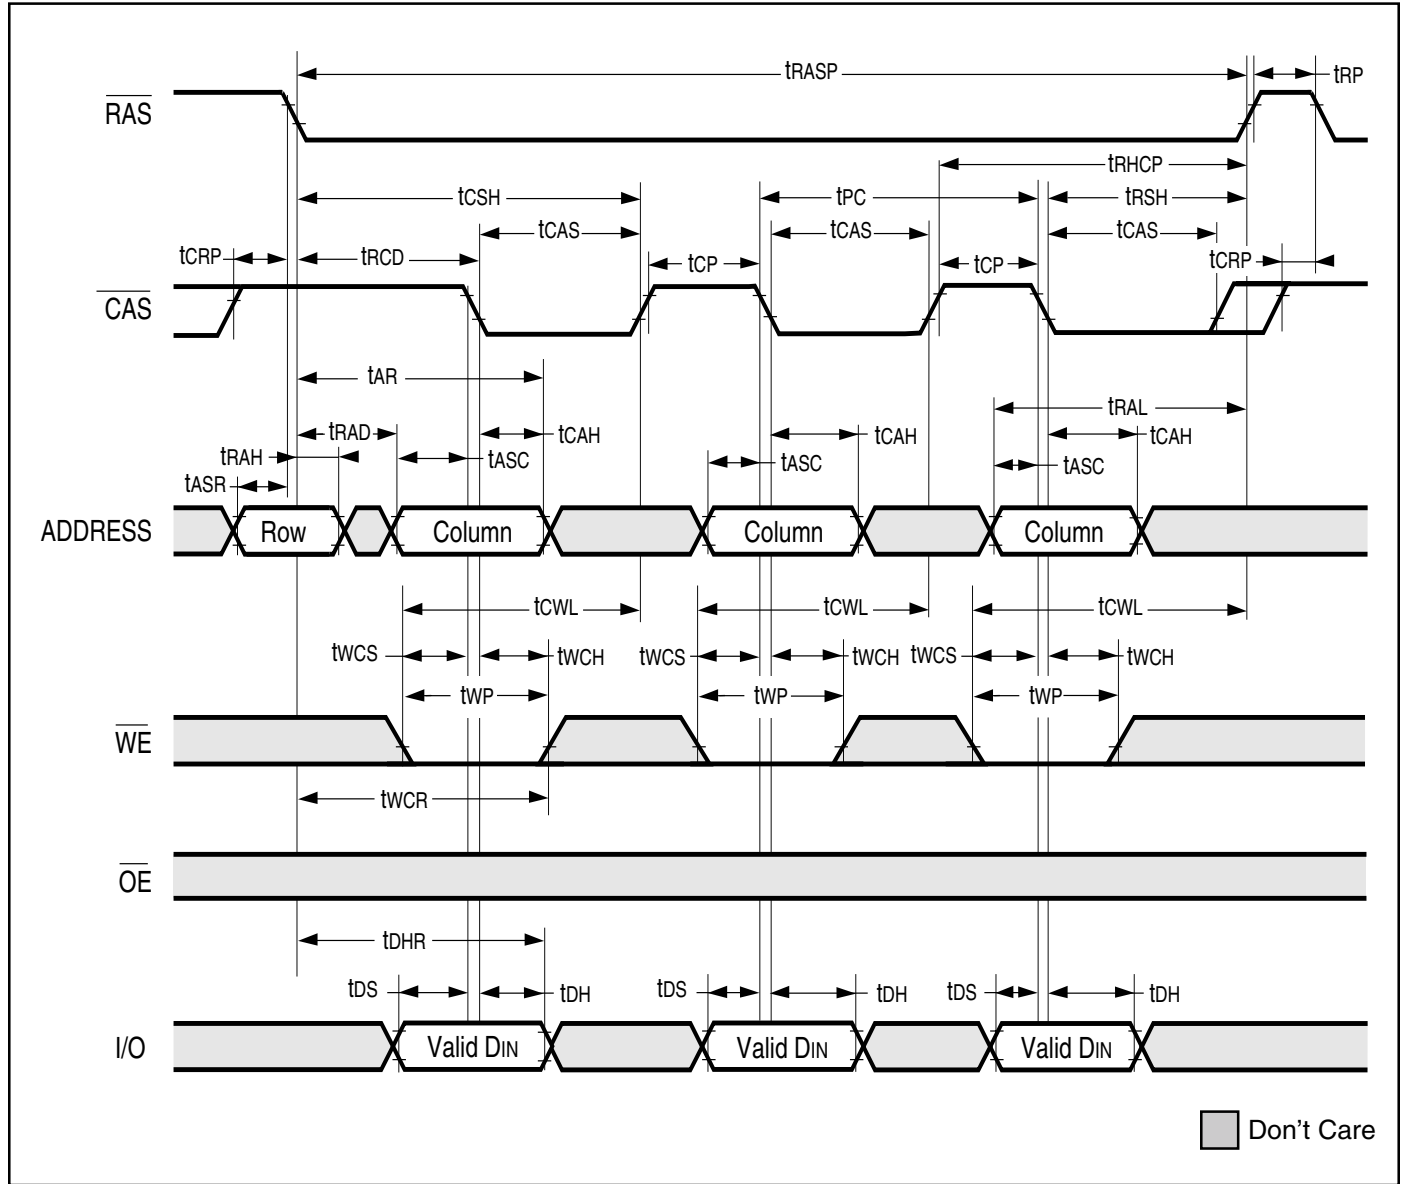 tRASP tRP
RAS
tRHCP
tCSH tPC tRSH
tCAS tCAS tCAS
tCRP tRCD tCP tCP tCRP
CAS
tAR
tRAL
tRAD tCAH tCAH tCAH
tRAH tASC tASC tASC
tASR
ADDRESS Row Column Column Column
tCWL tCWL tCWL
tWCS tWCH tWCS tWCH tWCS tWCH
tWP tWP tWP
WE
tWCR
OE
tDHR
tDS tDH tDS tDH tDS tDH
I/O Valid DIN Valid DIN Valid DIN
Don't Care